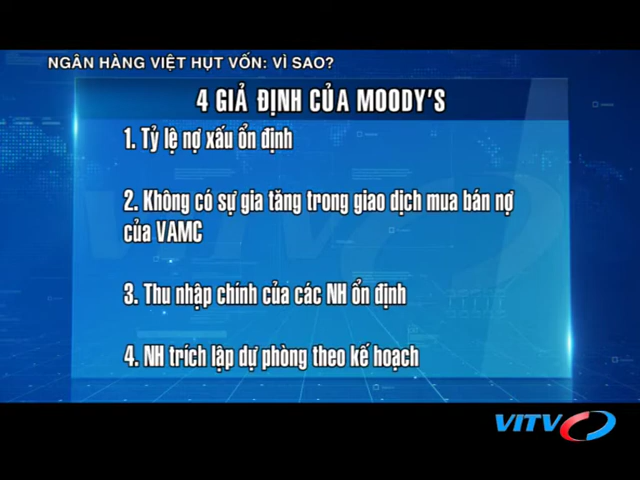 NGÂN HÀNG VIỆT HỤT VỐN: VÌ SAO?
4 GIẢ ĐỊNH CỦA MOODY'S
1. Tỷ lệ nợ xấu ổn định
2. Không có sự gia tăng trong giao dịch mua bán nợ
của VAMC
3. Thu nhập chính của các NH ổn định
4. NH trích lập dự phòng theo kế hoạch
VITV